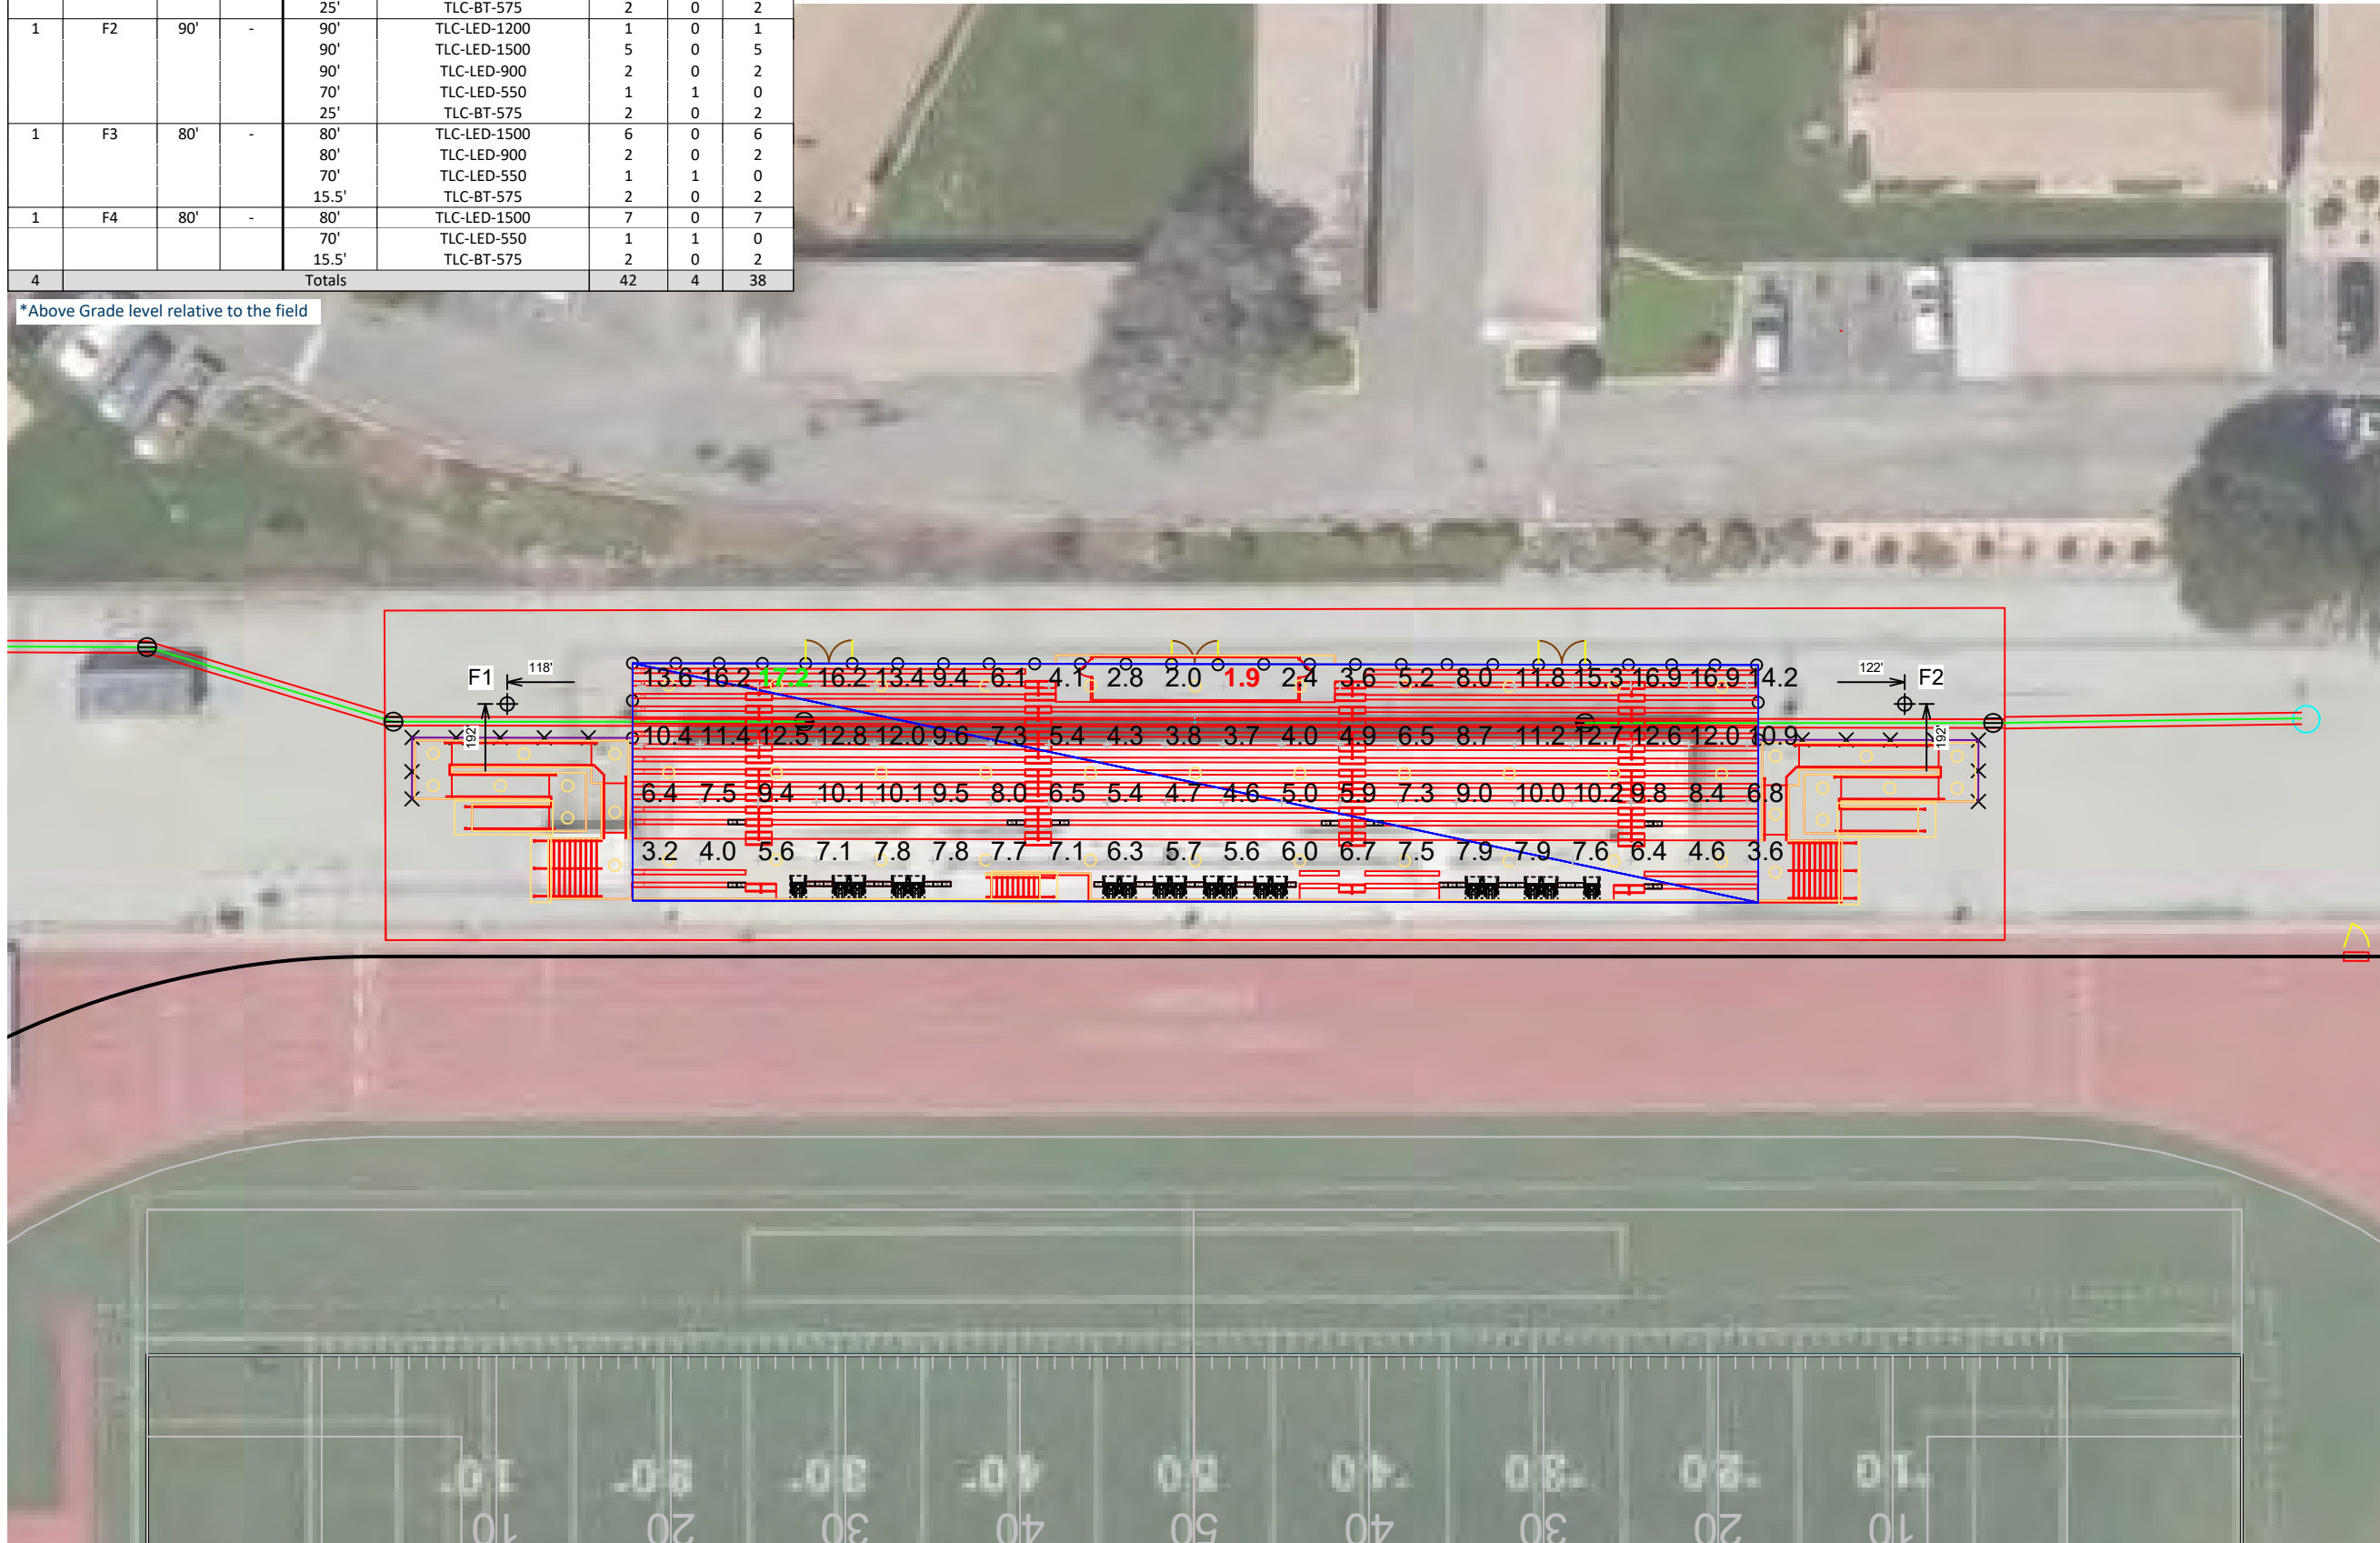 25' TLC-BT-575 2 0 2
1 F2 90' - 90' TLC-LED-1200 1 0 1
90' TLC-LED-1500 5 0 5
90' TLC-LED-900 2 0 2
70' TLC-LED-550 1 1 0
25' TLC-BT-575 2 0 2
1 F3 80' - 80' TLC-LED-1500 6 0 6
80' TLC-LED-900 2 0 2
70' TLC-LED-550 1 1 0
15.5' TLC-BT-575 2 0 2
1 F4 80' - 80' TLC-LED-1500 7 0 7
70' TLC-LED-550 1 1 0
15.5' TLC-BT-575 2 0 2
4 Totals 42 4 38
*Above Grade level relative to the field
F1 118' 122' F2
13.6 16.2 17.2 16.2 13.4 9.4 6.1 4.1 2.8 2.0 1.9 2.4 3.6 5.2 8.0 11.8 15.3 16.9 16.9 14.2
192' 192'
10.4 11.4 12.5 12.8 12.0 9.6 7.3 5.4 4.3 3.8 3.7 4.0 4.9 6.5 8.7 11.2 12.7 12.6 12.0 10.9
6.4 7.5 9.4 10.1 10.1 9.5 8.0 6.5 5.4 4.7 4.6 5.0 5.9 7.3 9.0 10.0 10.2 9.8 8.4 6.8
3.2 4.0 5.6 7.1 7.8 7.8 7.7 7.1 6.3 5.7 5.6 6.0 6.7 7.5 7.9 7.9 7.6 6.4 4.6 3.6
10 20 30 40 50 40 30 20 10